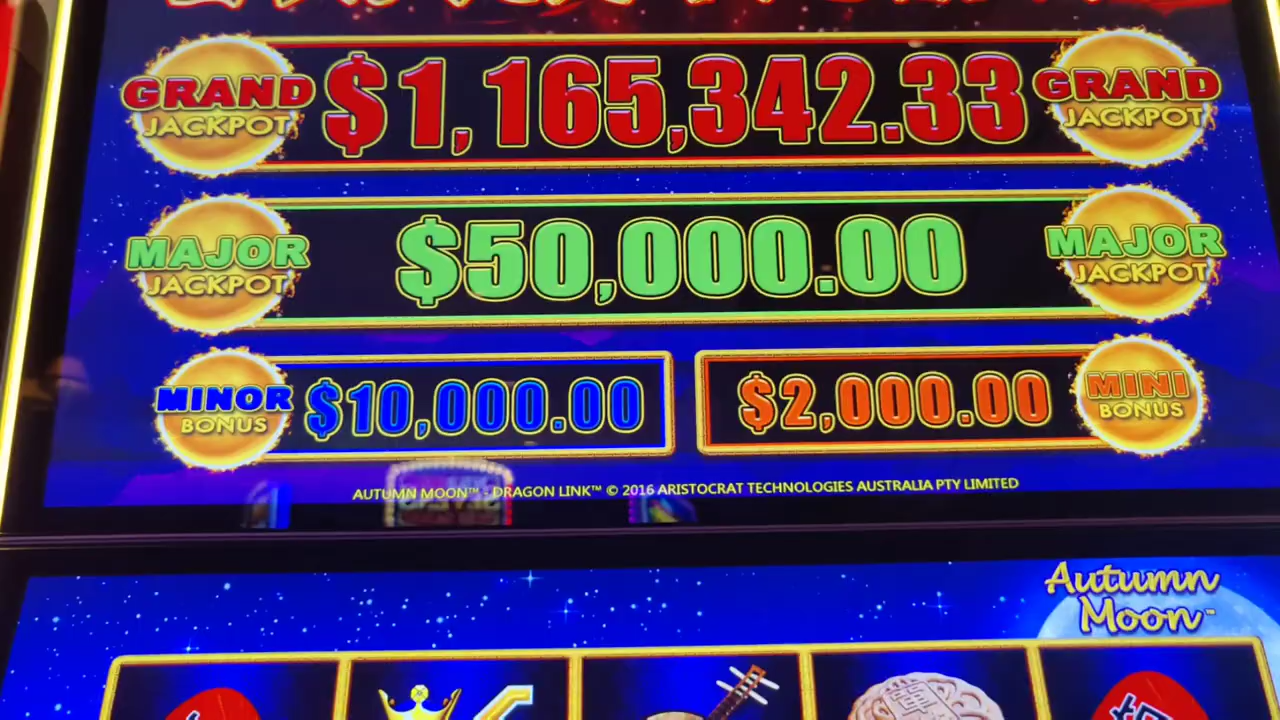 GRAND JACKPOT
$1,165,342.33
GRAND JACKPOT
MAJOR JACKPOT
$50,000.00
MAJOR JACKPOT
MINOR BONUS
$10,000.00
$2,000.00
MINI BONUS
AUTUMN MOON™ - DRAGON LINK™ © 2016 ARISTOCRAT TECHNOLOGIES AUSTRALIA PTY LIMITED
Autumn
Moon™